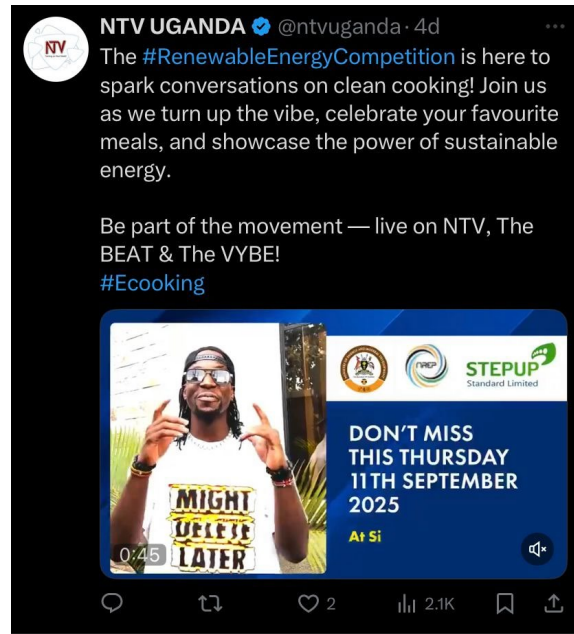 NTV UGANDA @ntvuganda · 4d
The #RenewableEnergyCompetition is here to
spark conversations on clean cooking! Join us
as we turn up the vibe, celebrate your favourite
meals, and showcase the power of sustainable
energy.
Be part of the movement — live on NTV, The
BEAT & The VYBE!
#Ecooking
NTV
NREP
STEPUP
Standard Limited
DON'T MISS
THIS THURSDAY
11TH SEPTEMBER
2025
At Si
MIGHT
DELETE
LATER
0:45
2
2.1K